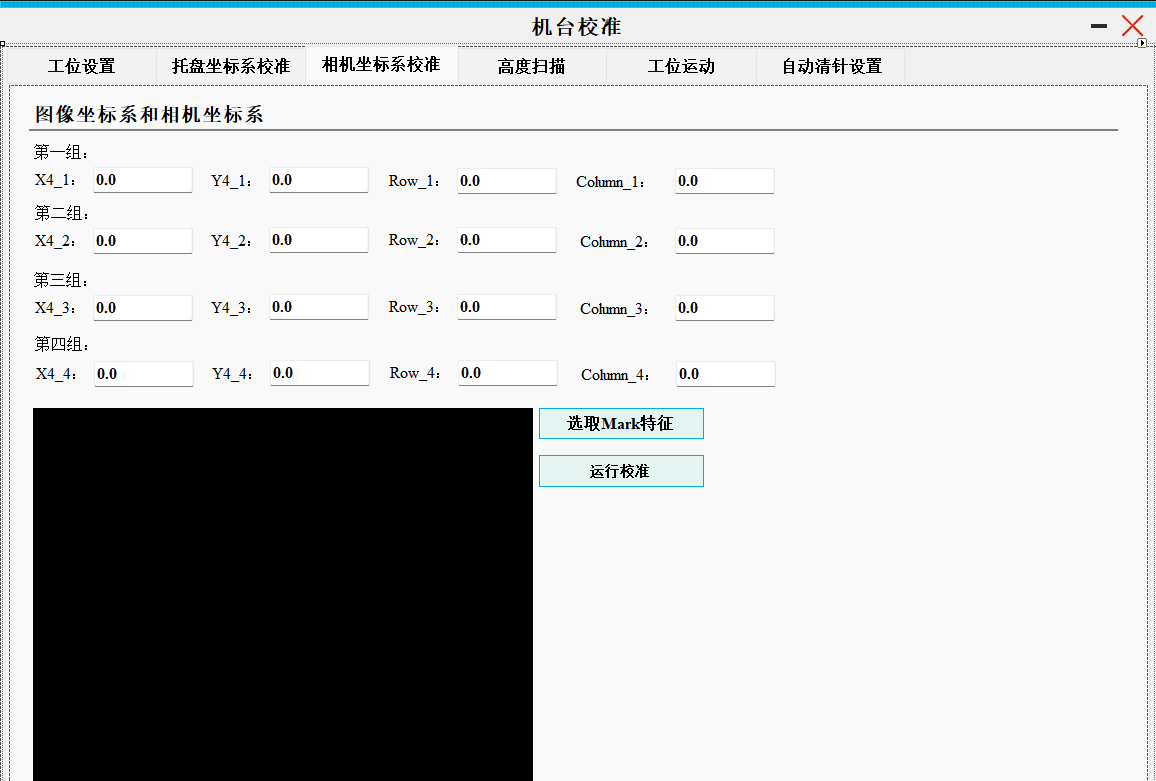 机台校准
工位设置 托盘坐标系校准 相机坐标系校准 高度扫描 工位运动 自动清针设置
图像坐标系和相机坐标系
第一组：
X4_1： 0.0 Y4_1： 0.0 Row_1： 0.0 Column_1： 0.0
第二组：
X4_2： 0.0 Y4_2： 0.0 Row_2： 0.0 Column_2： 0.0
第三组：
X4_3： 0.0 Y4_3： 0.0 Row_3： 0.0 Column_3： 0.0
第四组：
X4_4： 0.0 Y4_4： 0.0 Row_4： 0.0 Column_4： 0.0
选取Mark特征
运行校准